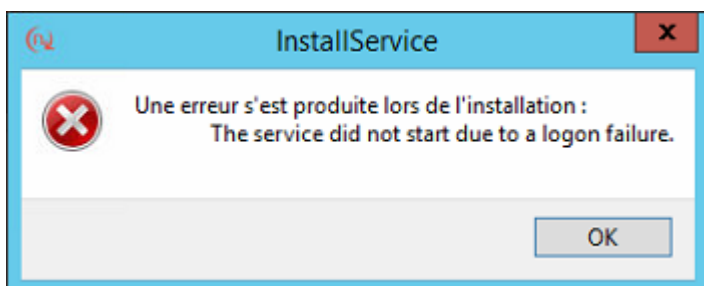 InstallService
Une erreur s'est produite lors de l'installation :
The service did not start due to a logon failure.
OK